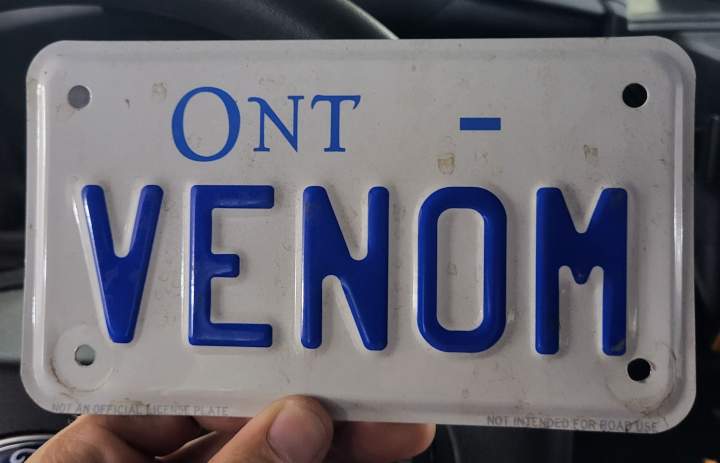 ONT -
VENOM
NOT AN OFFICIAL LICENSE PLATE NOT INTENDED FOR ROAD USE